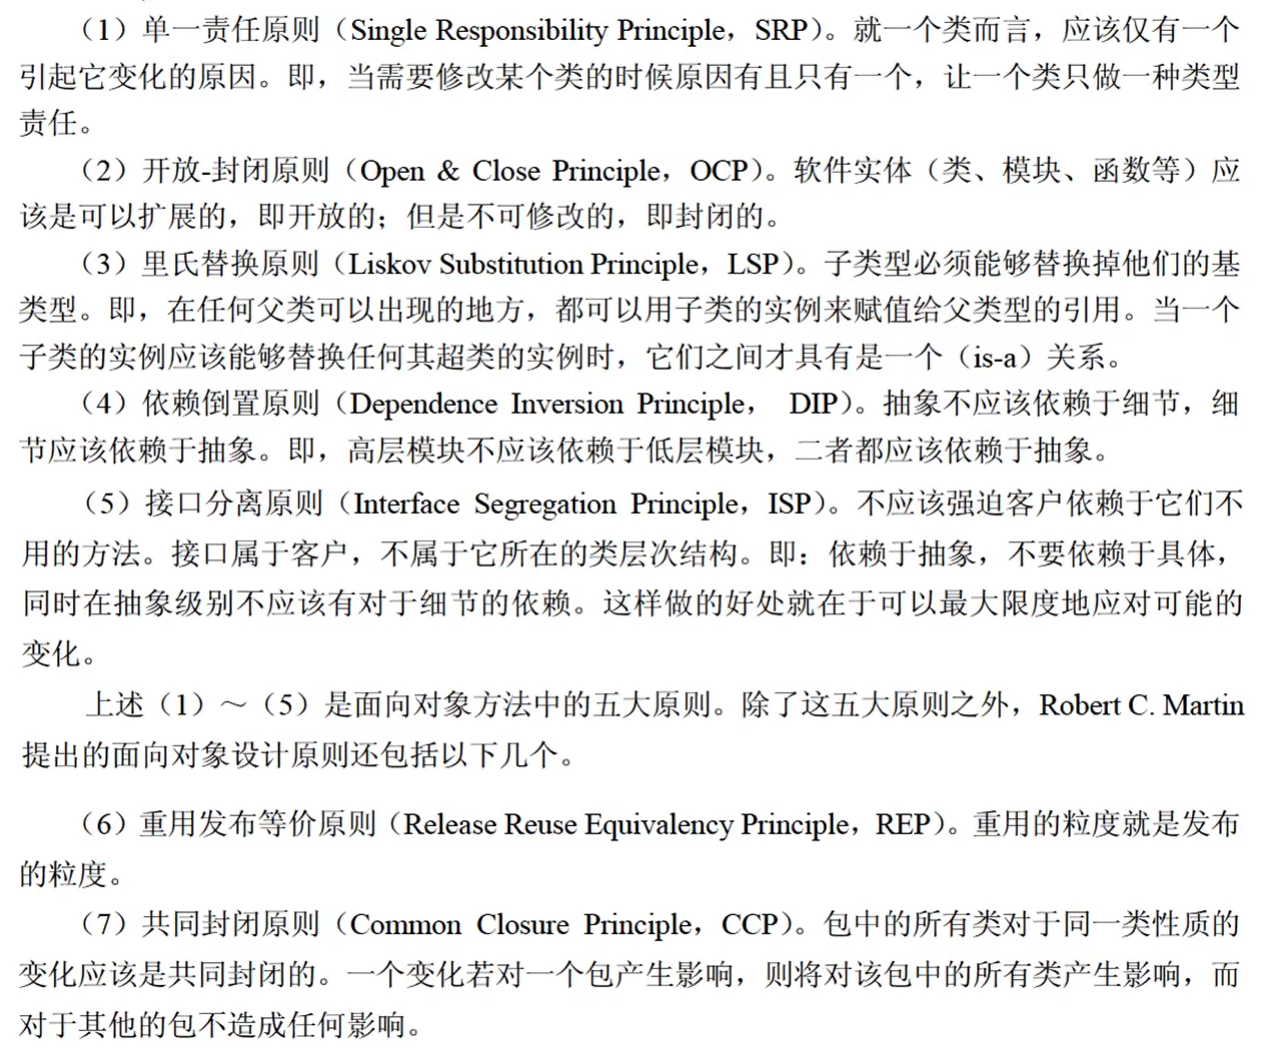 （1）单一责任原则（Single Responsibility Principle，SRP）。就一个类而言，应该仅有一个
引起它变化的原因。即，当需要修改某个类的时候原因有且只有一个，让一个类只做一种类型
责任。
（2）开放-封闭原则（Open & Close Principle，OCP）。软件实体（类、模块、函数等）应
该是可以扩展的，即开放的；但是不可修改的，即封闭的。
（3）里氏替换原则（Liskov Substitution Principle，LSP）。子类型必须能够替换掉他们的基
类型。即，在任何父类可以出现的地方，都可以用子类的实例来赋值给父类型的引用。当一个
子类的实例应该能够替换任何其超类的实例时，它们之间才具有是一个（is-a）关系。
（4）依赖倒置原则（Dependence Inversion Principle， DIP）。抽象不应该依赖于细节，细
节应该依赖于抽象。即，高层模块不应该依赖于低层模块，二者都应该依赖于抽象。
（5）接口分离原则（Interface Segregation Principle，ISP）。不应该强迫客户依赖于它们不
用的方法。接口属于客户，不属于它所在的类层次结构。即：依赖于抽象，不要依赖于具体，
同时在抽象级别不应该有对于细节的依赖。这样做的好处就在于可以最大限度地应对可能的
变化。
上述（1）～（5）是面向对象方法中的五大原则。除了这五大原则之外，Robert C. Martin
提出的面向对象设计原则还包括以下几个。
（6）重用发布等价原则（Release Reuse Equivalency Principle，REP）。重用的粒度就是发布
的粒度。
（7）共同封闭原则（Common Closure Principle，CCP）。包中的所有类对于同一类性质的
变化应该是共同封闭的。一个变化若对一个包产生影响，则将对该包中的所有类产生影响，而
对于其他的包不造成任何影响。